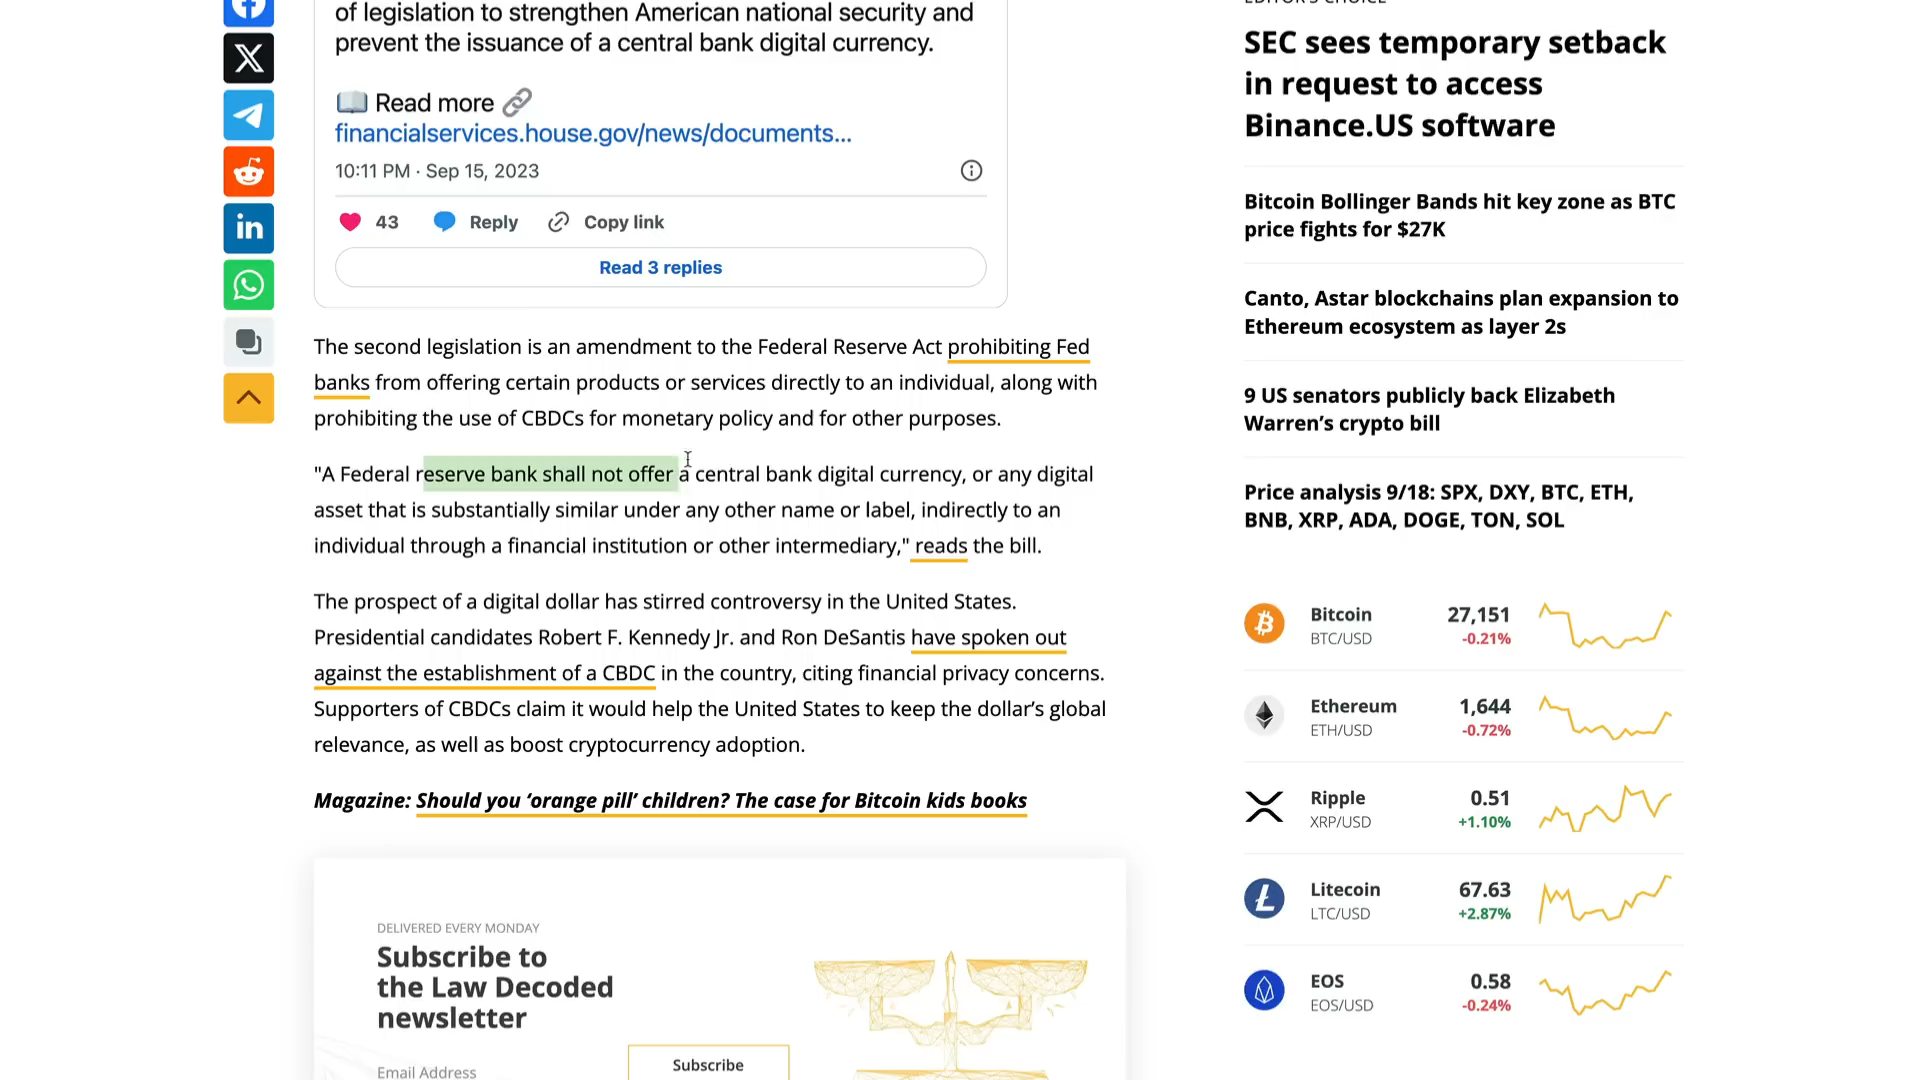 of legislation to strengthen American national security and
prevent the issuance of a central bank digital currency.
Read more
financialservices.house.gov/news/documents...
10:11 PM · Sep 15, 2023
43 Reply Copy link
Read 3 replies
The second legislation is an amendment to the Federal Reserve Act prohibiting Fed
banks from offering certain products or services directly to an individual, along with
prohibiting the use of CBDCs for monetary policy and for other purposes.
"A Federal reserve bank shall not offer a central bank digital currency, or any digital
asset that is substantially similar under any other name or label, indirectly to an
individual through a financial institution or other intermediary," reads the bill.
The prospect of a digital dollar has stirred controversy in the United States.
Presidential candidates Robert F. Kennedy Jr. and Ron DeSantis have spoken out
against the establishment of a CBDC in the country, citing financial privacy concerns.
Supporters of CBDCs claim it would help the United States to keep the dollar’s global
relevance, as well as boost cryptocurrency adoption.
Magazine: Should you ‘orange pill’ children? The case for Bitcoin kids books
DELIVERED EVERY MONDAY
Subscribe to
the Law Decoded
newsletter
Email Address
Subscribe
EDITOR'S CHOICE
SEC sees temporary setback
in request to access
Binance.US software
Bitcoin Bollinger Bands hit key zone as BTC
price fights for $27K
Canto, Astar blockchains plan expansion to
Ethereum ecosystem as layer 2s
9 US senators publicly back Elizabeth
Warren’s crypto bill
Price analysis 9/18: SPX, DXY, BTC, ETH,
BNB, XRP, ADA, DOGE, TON, SOL
Bitcoin 27,151
BTC/USD -0.21%
Ethereum 1,644
ETH/USD -0.72%
Ripple 0.51
XRP/USD +1.10%
Litecoin 67.63
LTC/USD +2.87%
EOS 0.58
EOS/USD -0.24%